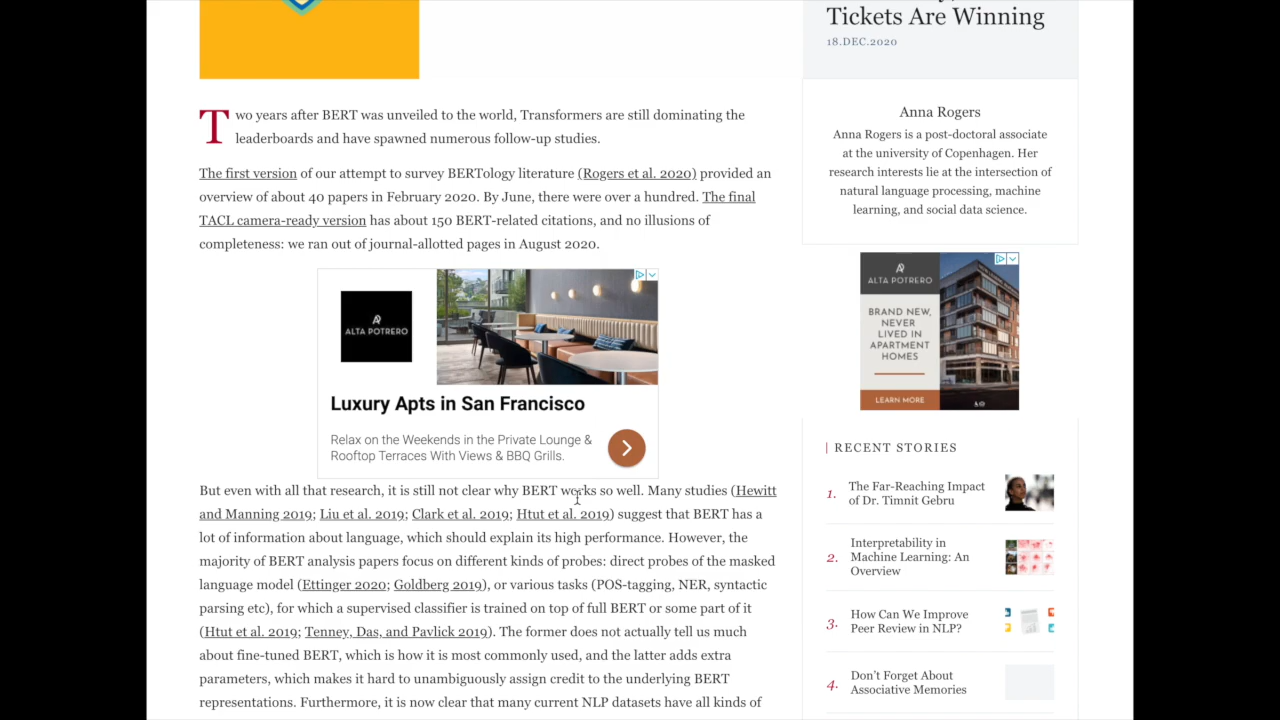 Tickets Are Winning
18.DEC.2020
Two years after BERT was unveiled to the world, Transformers are still dominating the
leaderboards and have spawned numerous follow-up studies.
The first version of our attempt to survey BERTology literature (Rogers et al. 2020) provided an
overview of about 40 papers in February 2020. By June, there were over a hundred. The final
TACL camera-ready version has about 150 BERT-related citations, and no illusions of
completeness: we ran out of journal-allotted pages in August 2020.
ALTA POTRERO
Luxury Apts in San Francisco
Relax on the Weekends in the Private Lounge &
Rooftop Terraces With Views & BBQ Grills.
But even with all that research, it is still not clear why BERT works so well. Many studies (Hewitt
and Manning 2019; Liu et al. 2019; Clark et al. 2019; Htut et al. 2019) suggest that BERT has a
lot of information about language, which should explain its high performance. However, the
majority of BERT analysis papers focus on different kinds of probes: direct probes of the masked
language model (Ettinger 2020; Goldberg 2019), or various tasks (POS-tagging, NER, syntactic
parsing etc), for which a supervised classifier is trained on top of full BERT or some part of it
(Htut et al. 2019; Tenney, Das, and Pavlick 2019). The former does not actually tell us much
about fine-tuned BERT, which is how it is most commonly used, and the latter adds extra
parameters, which makes it hard to unambiguously assign credit to the underlying BERT
representations. Furthermore, it is now clear that many current NLP datasets have all kinds of
Anna Rogers
Anna Rogers is a post-doctoral associate
at the university of Copenhagen. Her
research interests lie at the intersection of
natural language processing, machine
learning, and social data science.
ALTA POTRERO
BRAND NEW,
NEVER
LIVED IN
APARTMENT
HOMES
LEARN MORE
RECENT STORIES
1. The Far-Reaching Impact
of Dr. Timnit Gebru
2. Interpretability in
Machine Learning: An
Overview
3. How Can We Improve
Peer Review in NLP?
4. Don't Forget About
Associative Memories